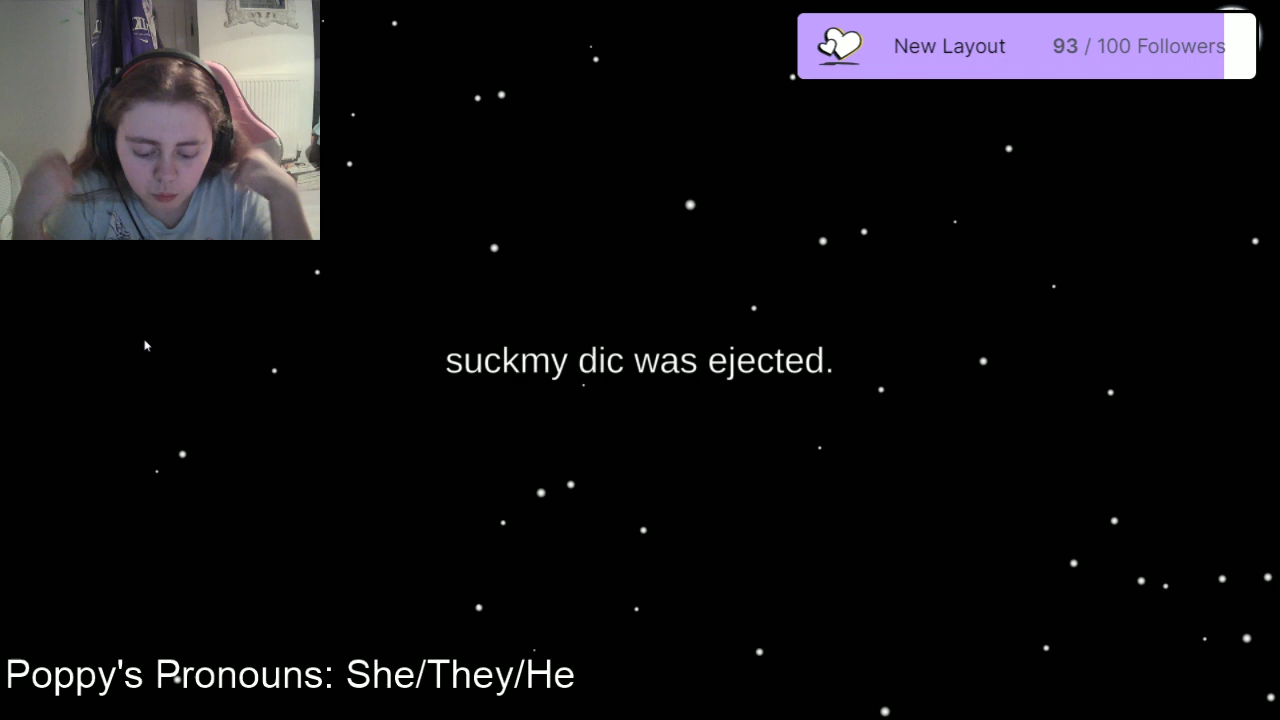 New Layout 93 / 100 Followers
suckmy dic was ejected.
Poppy's Pronouns: She/They/He